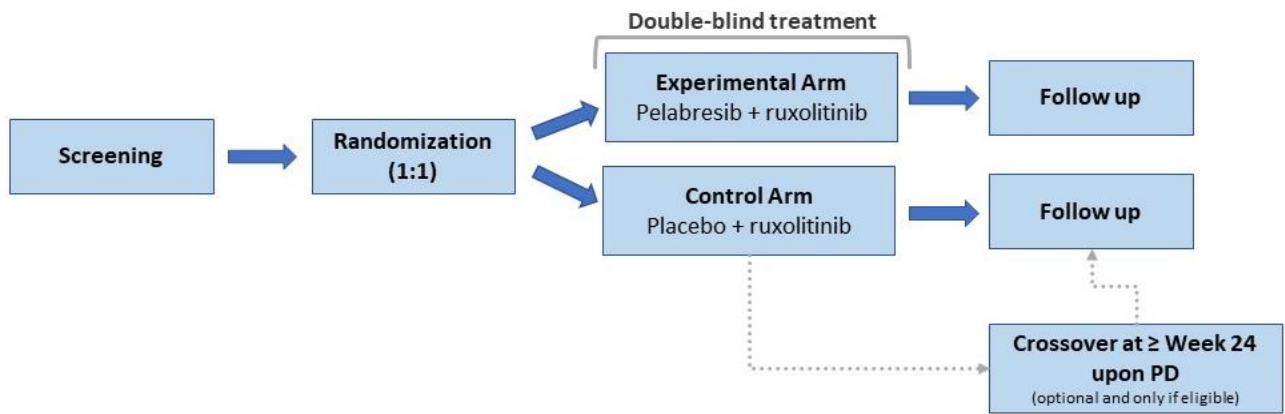 Double-blind treatment
Screening
Randomization
(1:1)
Experimental Arm
Pelabresib + ruxolitinib
Follow up
Control Arm
Placebo + ruxolitinib
Follow up
Crossover at ≥ Week 24
upon PD
(optional and only if eligible)